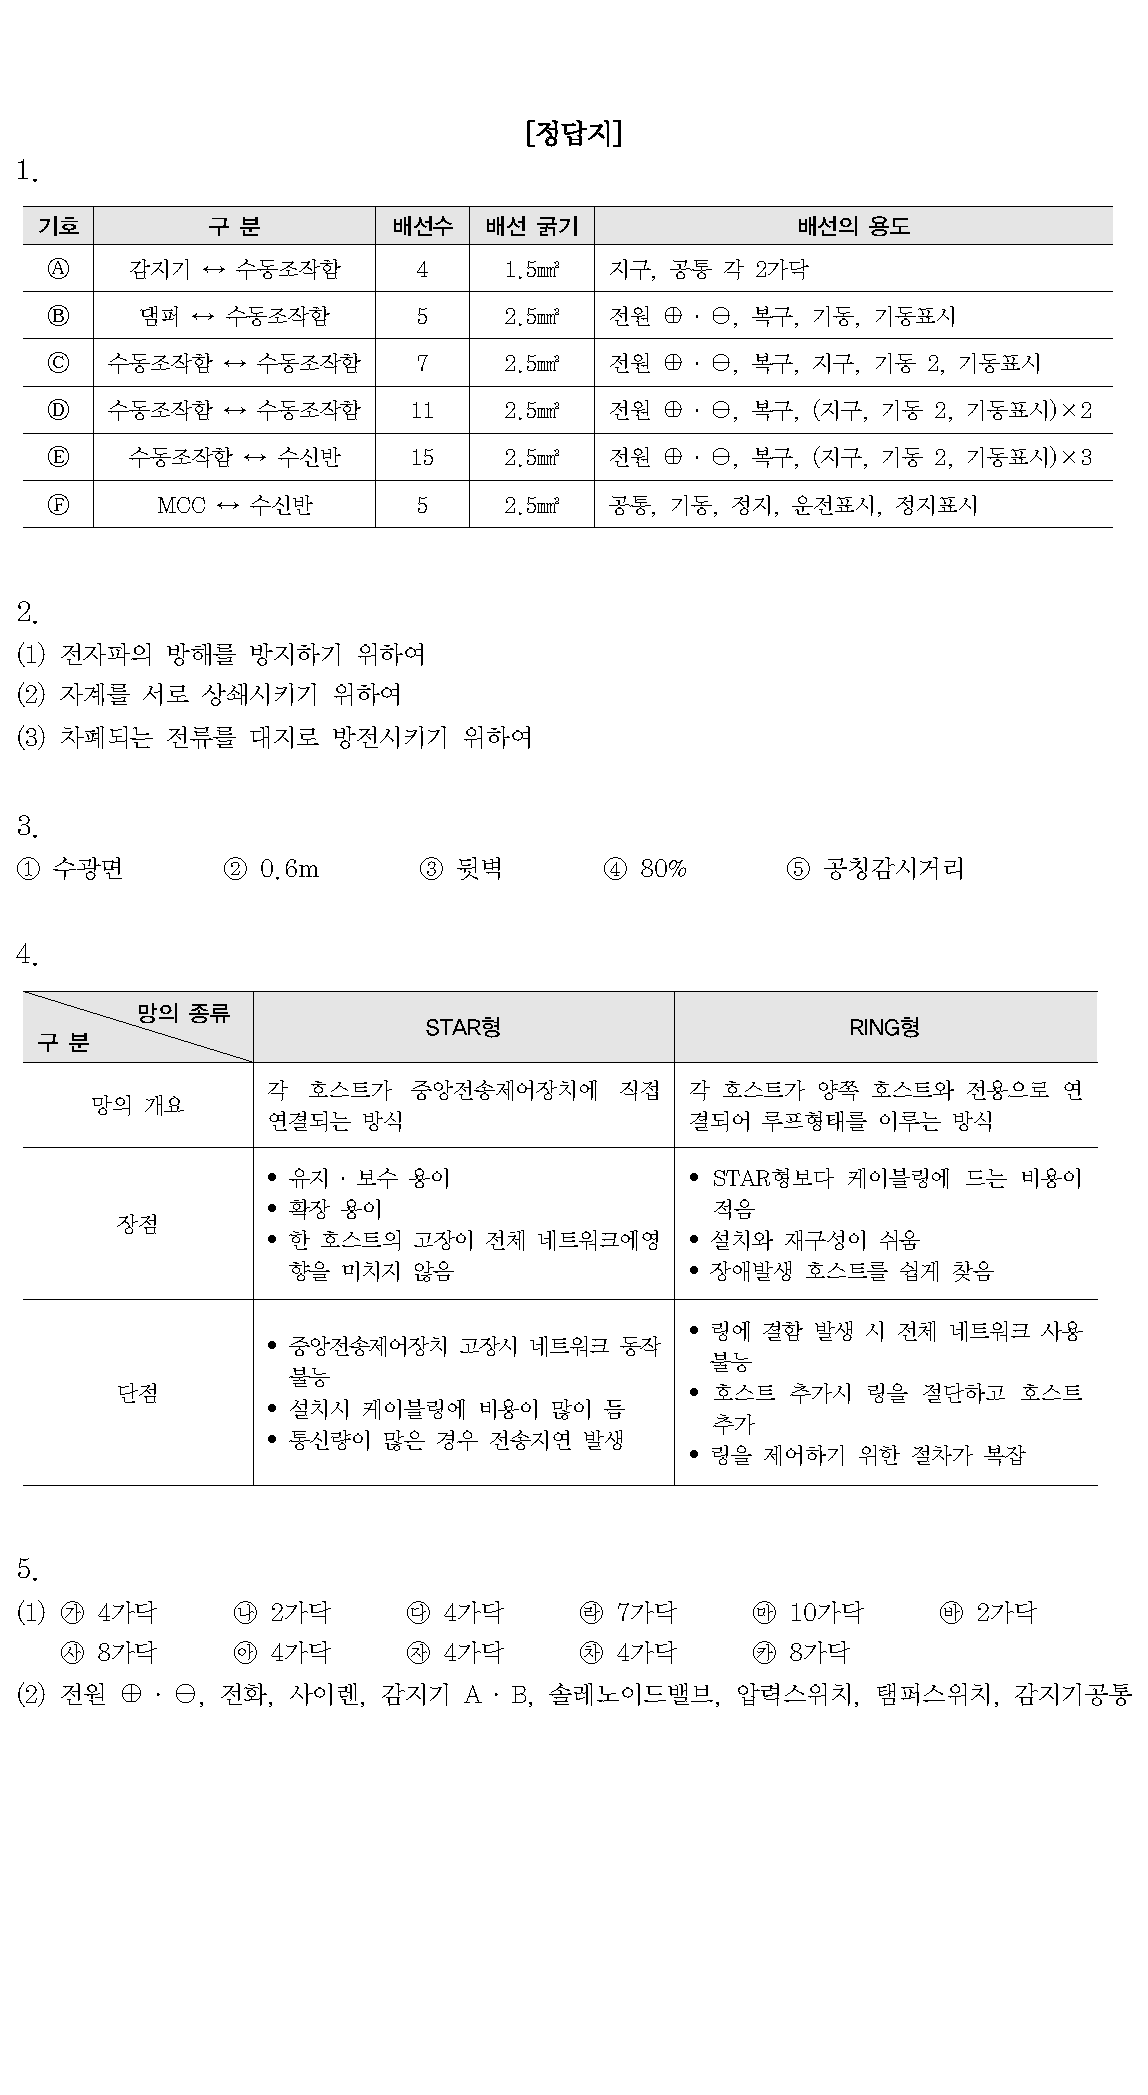 [정답지]
1.
기호 구 분 배선수 배선 굵기 배선의 용도
Ⓐ 감지기 ↔ 수동조작함 4 1.5㎟ 지구, 공통 각 2가닥
Ⓑ 댐퍼 ↔ 수동조작함 5 2.5㎟ 전원 ⊕·⊖, 복구, 기동, 기동표시
Ⓒ 수동조작함 ↔ 수동조작함 7 2.5㎟ 전원 ⊕·⊖, 복구, 지구, 기동 2, 기동표시
Ⓓ 수동조작함 ↔ 수동조작함 11 2.5㎟ 전원 ⊕·⊖, 복구, (지구, 기동 2, 기동표시)×2
Ⓔ 수동조작함 ↔ 수신반 15 2.5㎟ 전원 ⊕·⊖, 복구, (지구, 기동 2, 기동표시)×3
Ⓕ MCC ↔ 수신반 5 2.5㎟ 공통, 기동, 정지, 운전표시, 정지표시
2.
(1) 전자파의 방해를 방지하기 위하여
(2) 자계를 서로 상쇄시키기 위하여
(3) 차폐되는 전류를 대지로 방전시키기 위하여
3.
① 수광면 ② 0.6m ③ 뒷벽 ④ 80% ⑤ 공칭감시거리
4.
망의 종류
구 분
STAR형 RING형
망의 개요
각 호스트가 중앙전송제어장치에 직접
연결되는 방식
각 호스트가 양쪽 호스트와 전용으로 연
결되어 루프형태를 이루는 방식
장점
• 유지·보수 용이
• 확장 용이
• 한 호스트의 고장이 전체 네트워크에영
향을 미치지 않음
• STAR형보다 케이블링에 드는 비용이
적음
• 설치와 재구성이 쉬움
• 장애발생 호스트를 쉽게 찾음
단점
• 중앙전송제어장치 고장시 네트워크 동작
불능
• 설치시 케이블링에 비용이 많이 듬
• 통신량이 많은 경우 전송지연 발생
• 링에 결함 발생 시 전체 네트워크 사용
불능
• 호스트 추가시 링을 절단하고 호스트
추가
• 링을 제어하기 위한 절차가 복잡
5.
(1) ㉮ 4가닥 ㉯ 2가닥 ㉰ 4가닥 ㉱ 7가닥 ㉲ 10가닥 ㉳ 2가닥
㉴ 8가닥 ㉵ 4가닥 ㉶ 4가닥 ㉷ 4가닥 ㉸ 8가닥
(2) 전원 ⊕·⊖, 전화, 사이렌, 감지기 A·B, 솔레노이드밸브, 압력스위치, 탬퍼스위치, 감지기공통